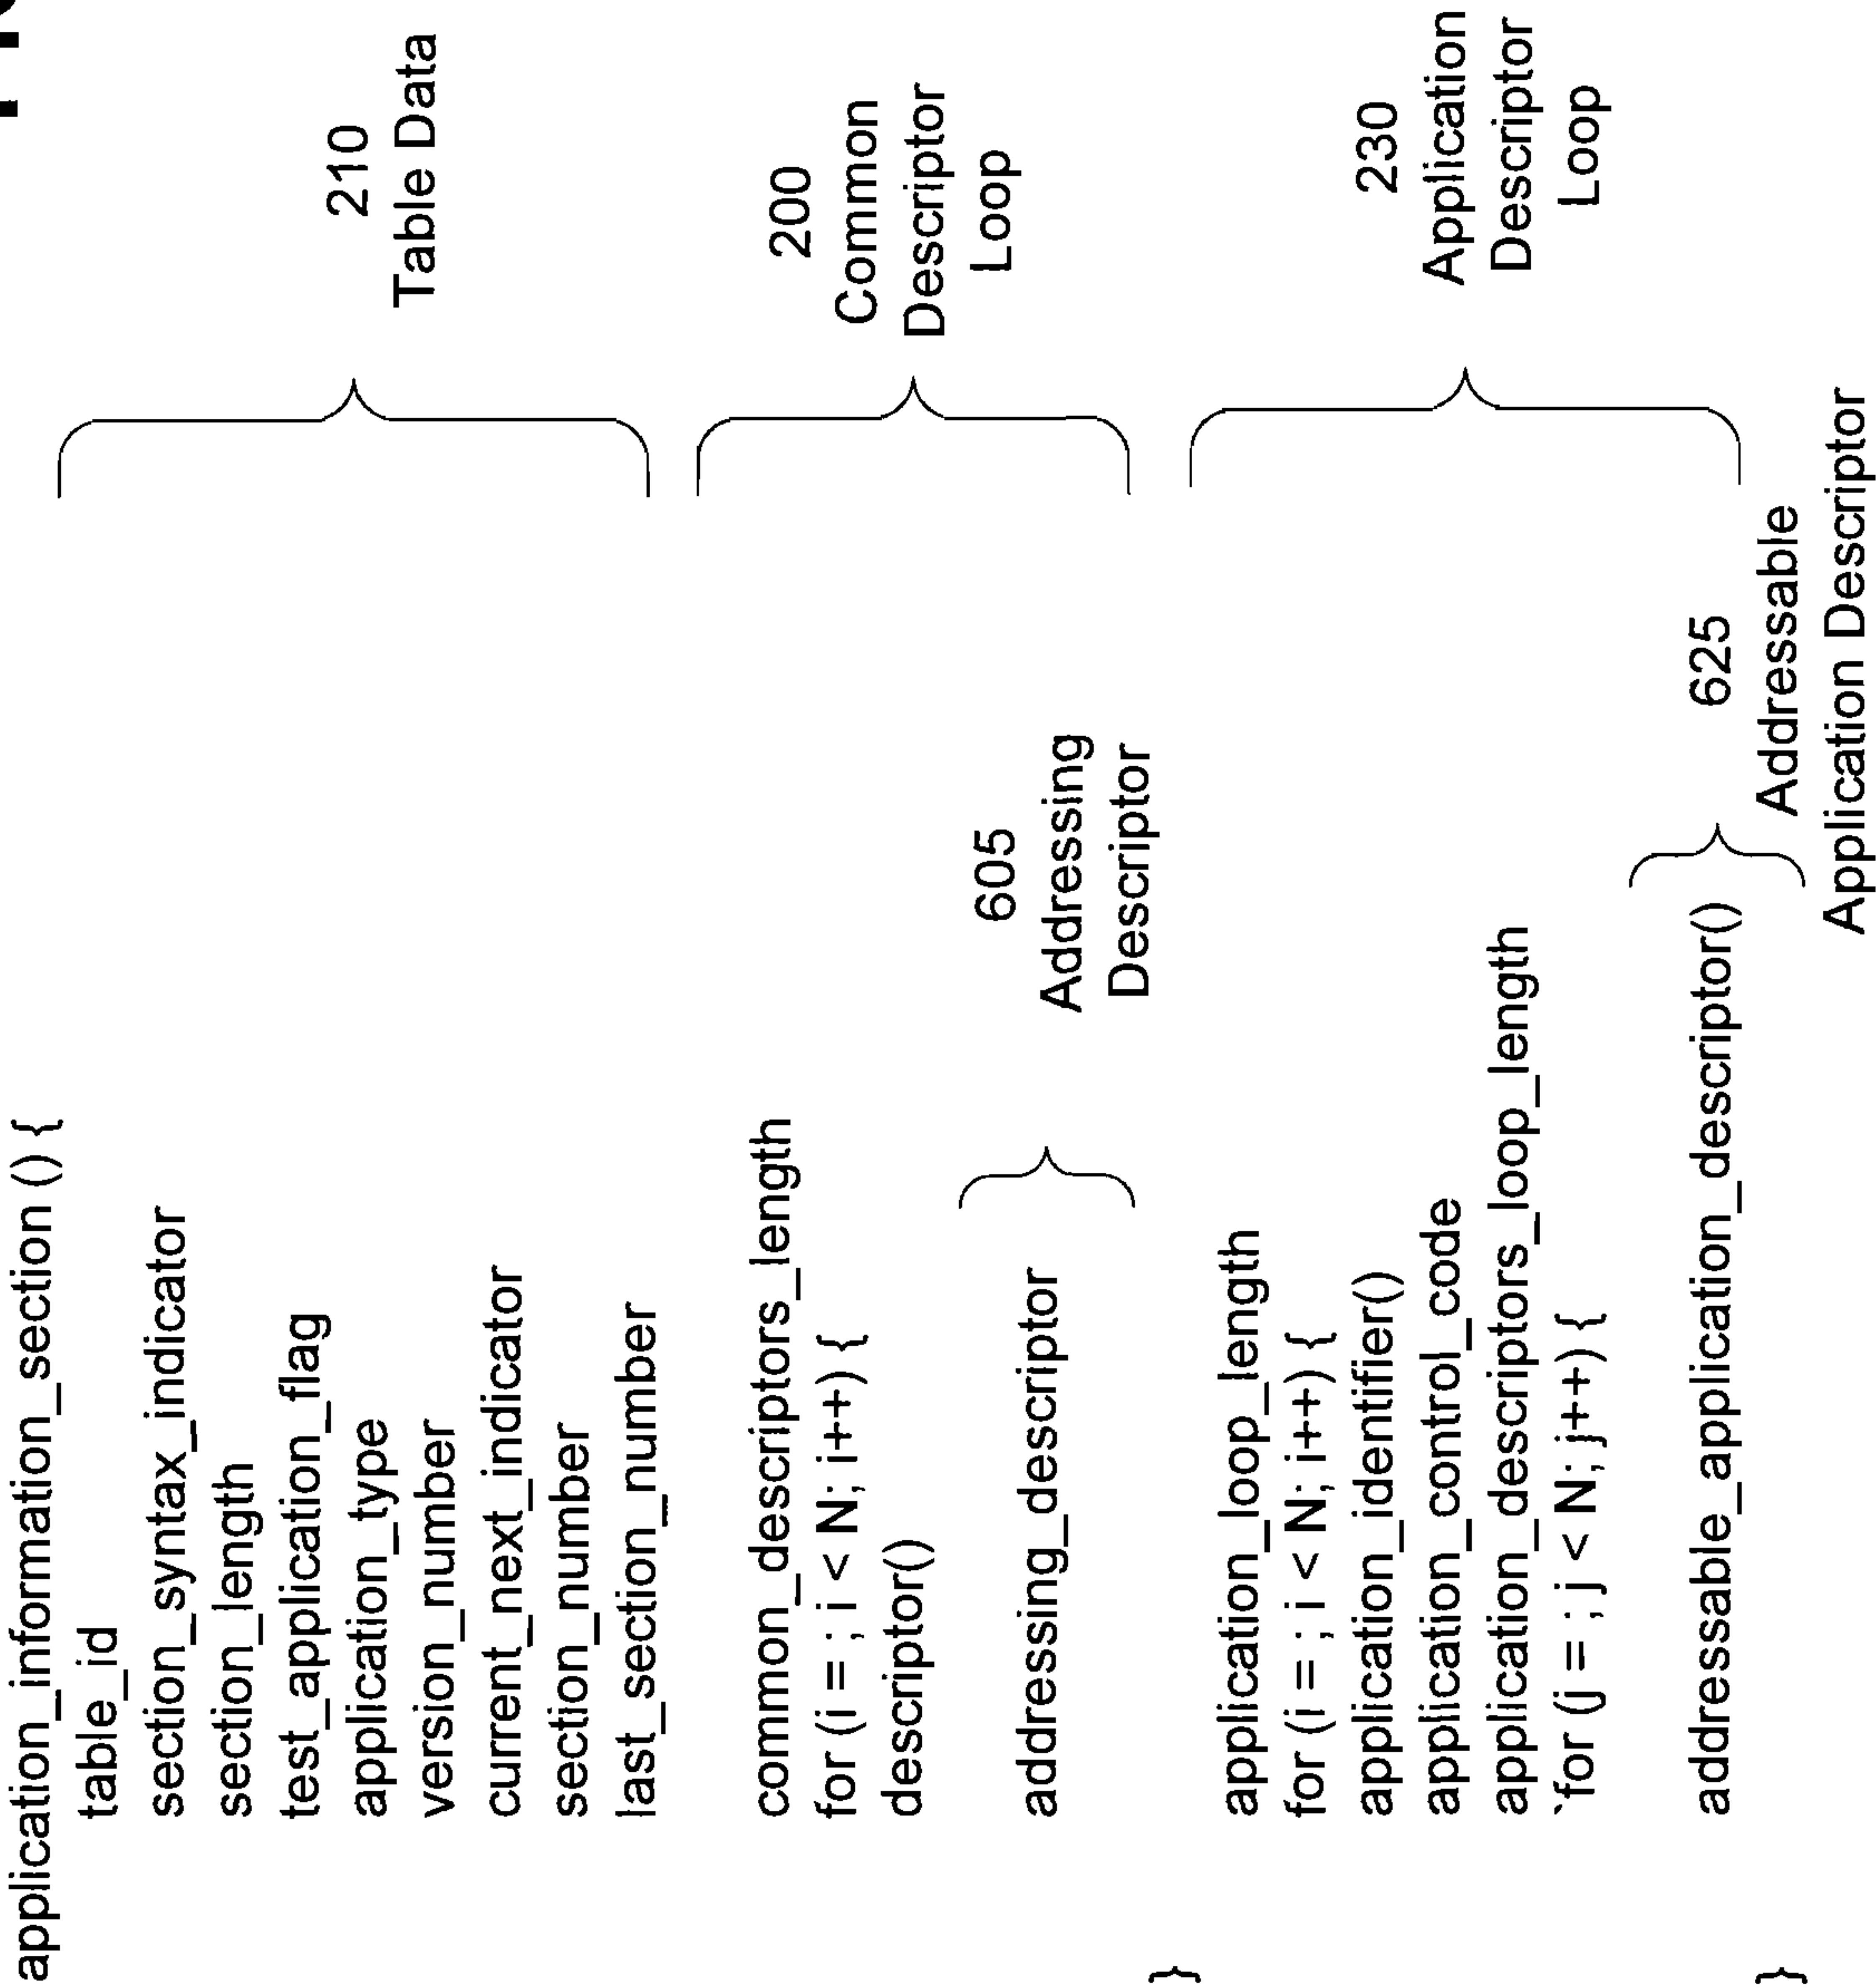 application_information_section () {
table_id
section_syntax_indicator
section_length
test_application_flag
application_type
version_number
current_next_indicator
section_number
last_section_number
210
Table Data
common_descriptors_length
for (i = ; i < N; i++) {
descriptor()
addressing_descriptor
605
Addressing
Descriptor
200
Common
Descriptor
Loop
}
application_loop_length
for (i = ; i < N; i++) {
application_identifier()
application_control_code
application_descriptors_loop_length
`for (j = ; j < N; j++) {
addressable_application_descriptor()
625
Addressable
Application Descriptor
230
Application
Descriptor
Loop
}